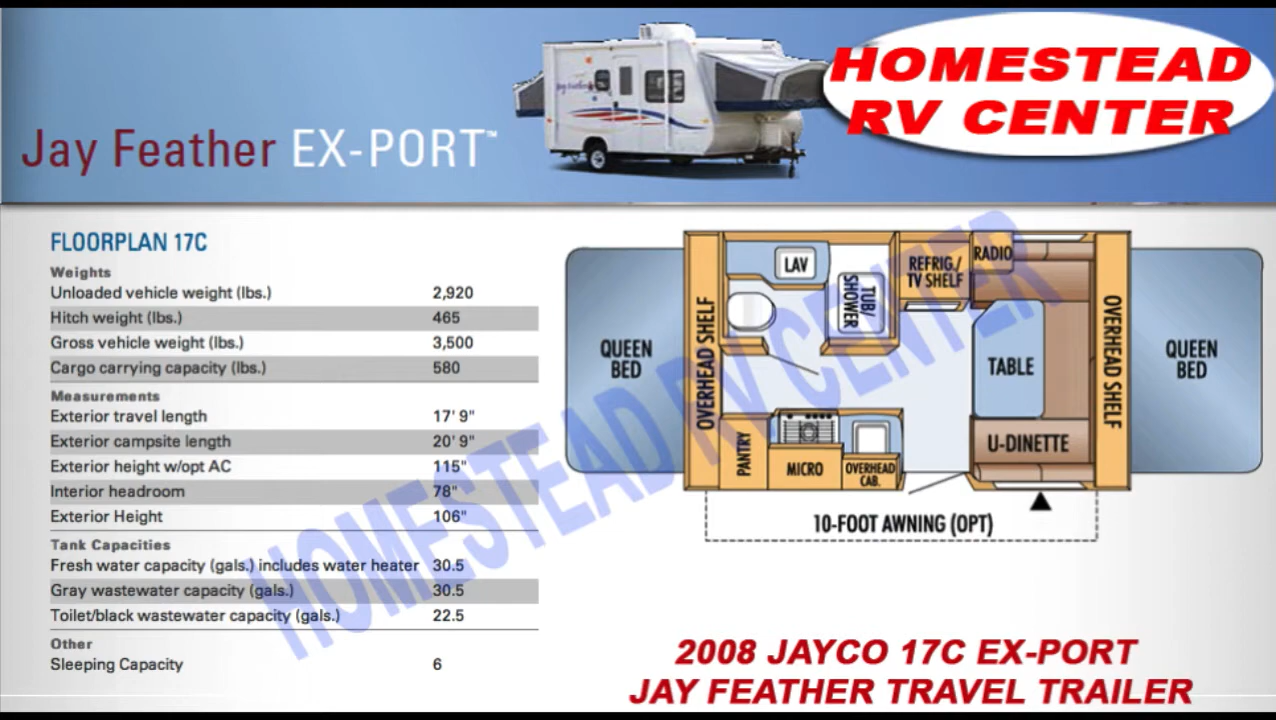 HOMESTEAD
RV CENTER
Jay Feather EX-PORT™
FLOORPLAN 17C
Weights
Unloaded vehicle weight (lbs.) 2,920
Hitch weight (lbs.) 465
Gross vehicle weight (lbs.) 3,500
Cargo carrying capacity (lbs.) 580
Measurements
Exterior travel length 17' 9"
Exterior campsite length 20' 9"
Exterior height w/opt AC 115"
Interior headroom 78"
Exterior Height 106"
Tank Capacities
Fresh water capacity (gals.) includes water heater 30.5
Gray wastewater capacity (gals.) 30.5
Toilet/black wastewater capacity (gals.) 22.5
Other
Sleeping Capacity 6
QUEEN
BED
OVERHEAD SHELF
LAV
TUB/
SHOWER
REFRIG./
TV SHELF
RADIO
TABLE
U-DINETTE
OVERHEAD SHELF
QUEEN
BED
PANTRY
MICRO
OVERHEAD
CAB.
10-FOOT AWNING (OPT)
HOMESTEAD RV CENTER
2008 JAYCO 17C EX-PORT
JAY FEATHER TRAVEL TRAILER